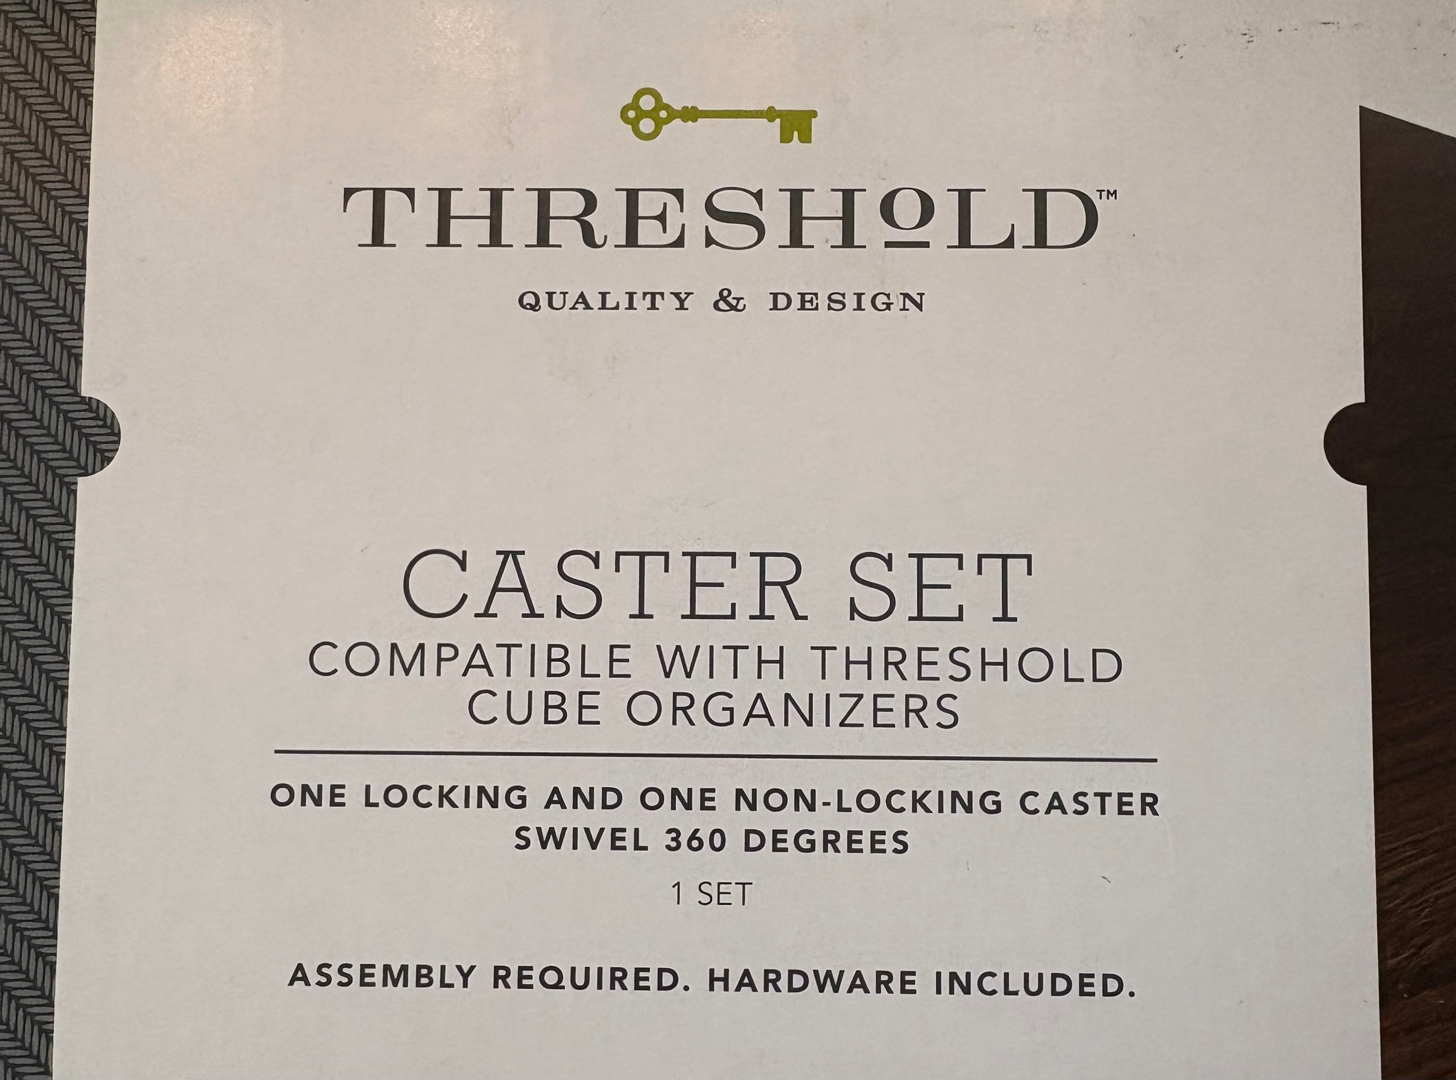 THRESHOLD™
QUALITY & DESIGN
CASTER SET
COMPATIBLE WITH THRESHOLD
CUBE ORGANIZERS
ONE LOCKING AND ONE NON-LOCKING CASTER
SWIVEL 360 DEGREES
1 SET
ASSEMBLY REQUIRED. HARDWARE INCLUDED.